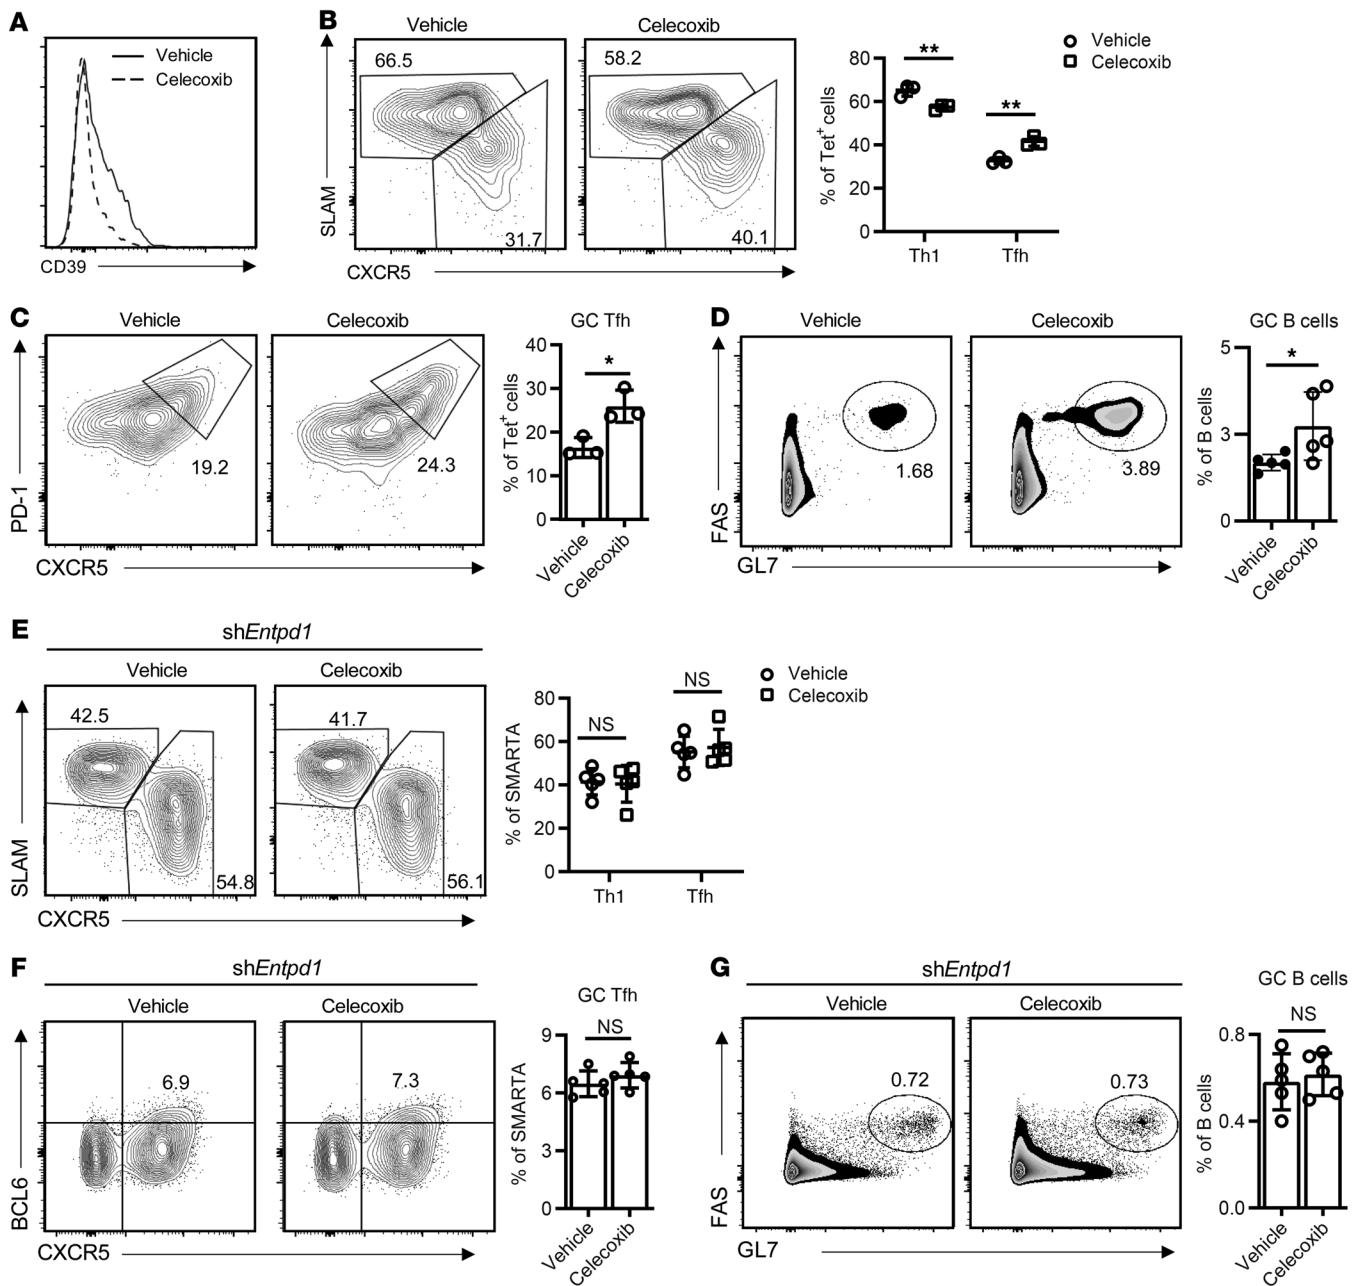 A
Vehicle
Celecoxib
CD39
B
Vehicle
Celecoxib
66.5
31.7
58.2
40.1
SLAM
CXCR5
% of Tet+ cells
80
60
40
20
0
**
**
Th1
Tfh
Vehicle
Celecoxib
C
Vehicle
Celecoxib
19.2
24.3
PD-1
CXCR5
GC Tfh
% of Tet+ cells
40
30
20
10
0
*
Vehicle
Celecoxib
D
Vehicle
Celecoxib
1.68
3.89
FAS
GL7
GC B cells
% of B cells
5
3
0
*
Vehicle
Celecoxib
E
shEntpd1
Vehicle
Celecoxib
42.5
54.8
41.7
56.1
SLAM
CXCR5
% of SMARTA
80
60
40
20
0
NS
NS
Th1
Tfh
Vehicle
Celecoxib
F
shEntpd1
Vehicle
Celecoxib
6.9
7.3
BCL6
CXCR5
GC Tfh
% of SMARTA
9
6
3
0
NS
Vehicle
Celecoxib
G
shEntpd1
Vehicle
Celecoxib
0.72
0.73
FAS
GL7
GC B cells
% of B cells
0.8
0.4
0.0
NS
Vehicle
Celecoxib